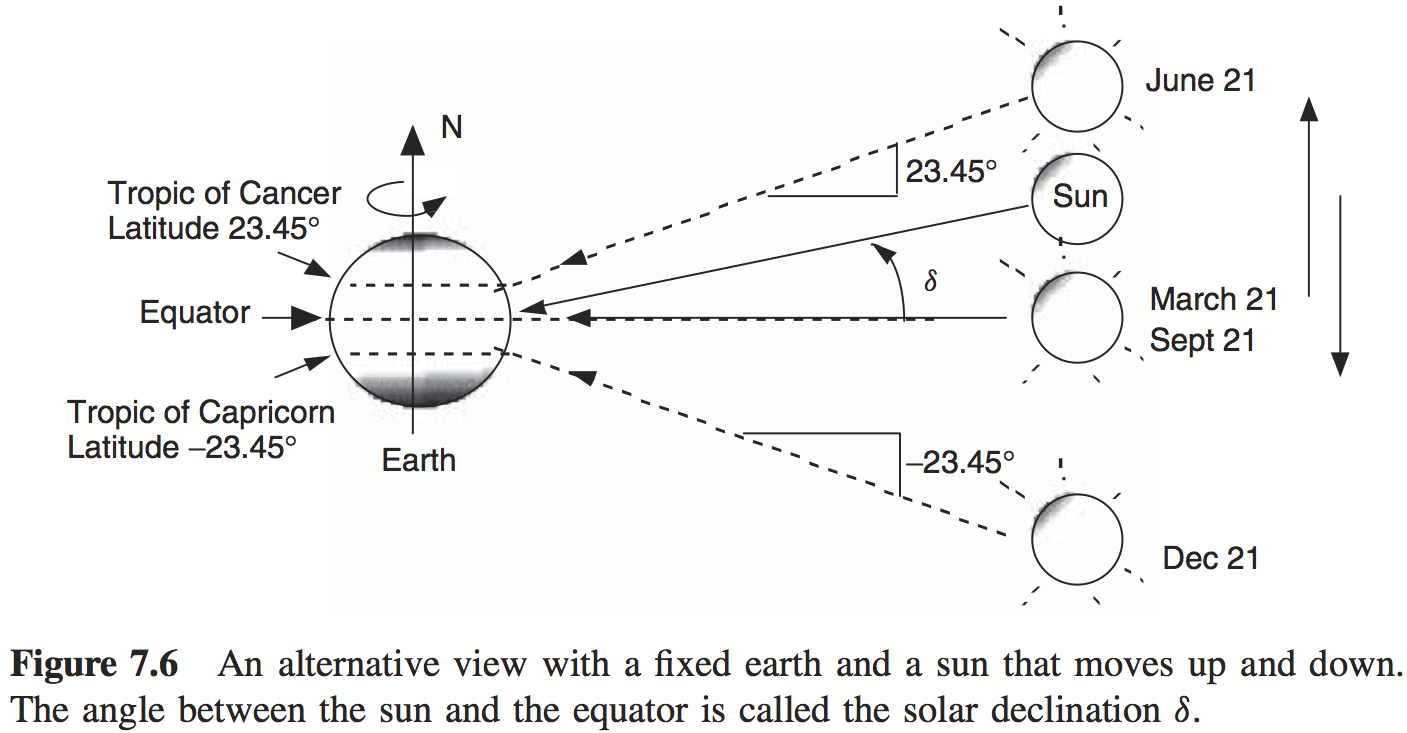 June 21
N
23.45°
Tropic of Cancer
Latitude 23.45°
Sun
δ
Equator
March 21
Sept 21
Tropic of Capricorn
Latitude –23.45°
Earth
–23.45°
Dec 21
Figure 7.6 An alternative view with a fixed earth and a sun that moves up and down.
The angle between the sun and the equator is called the solar declination δ.